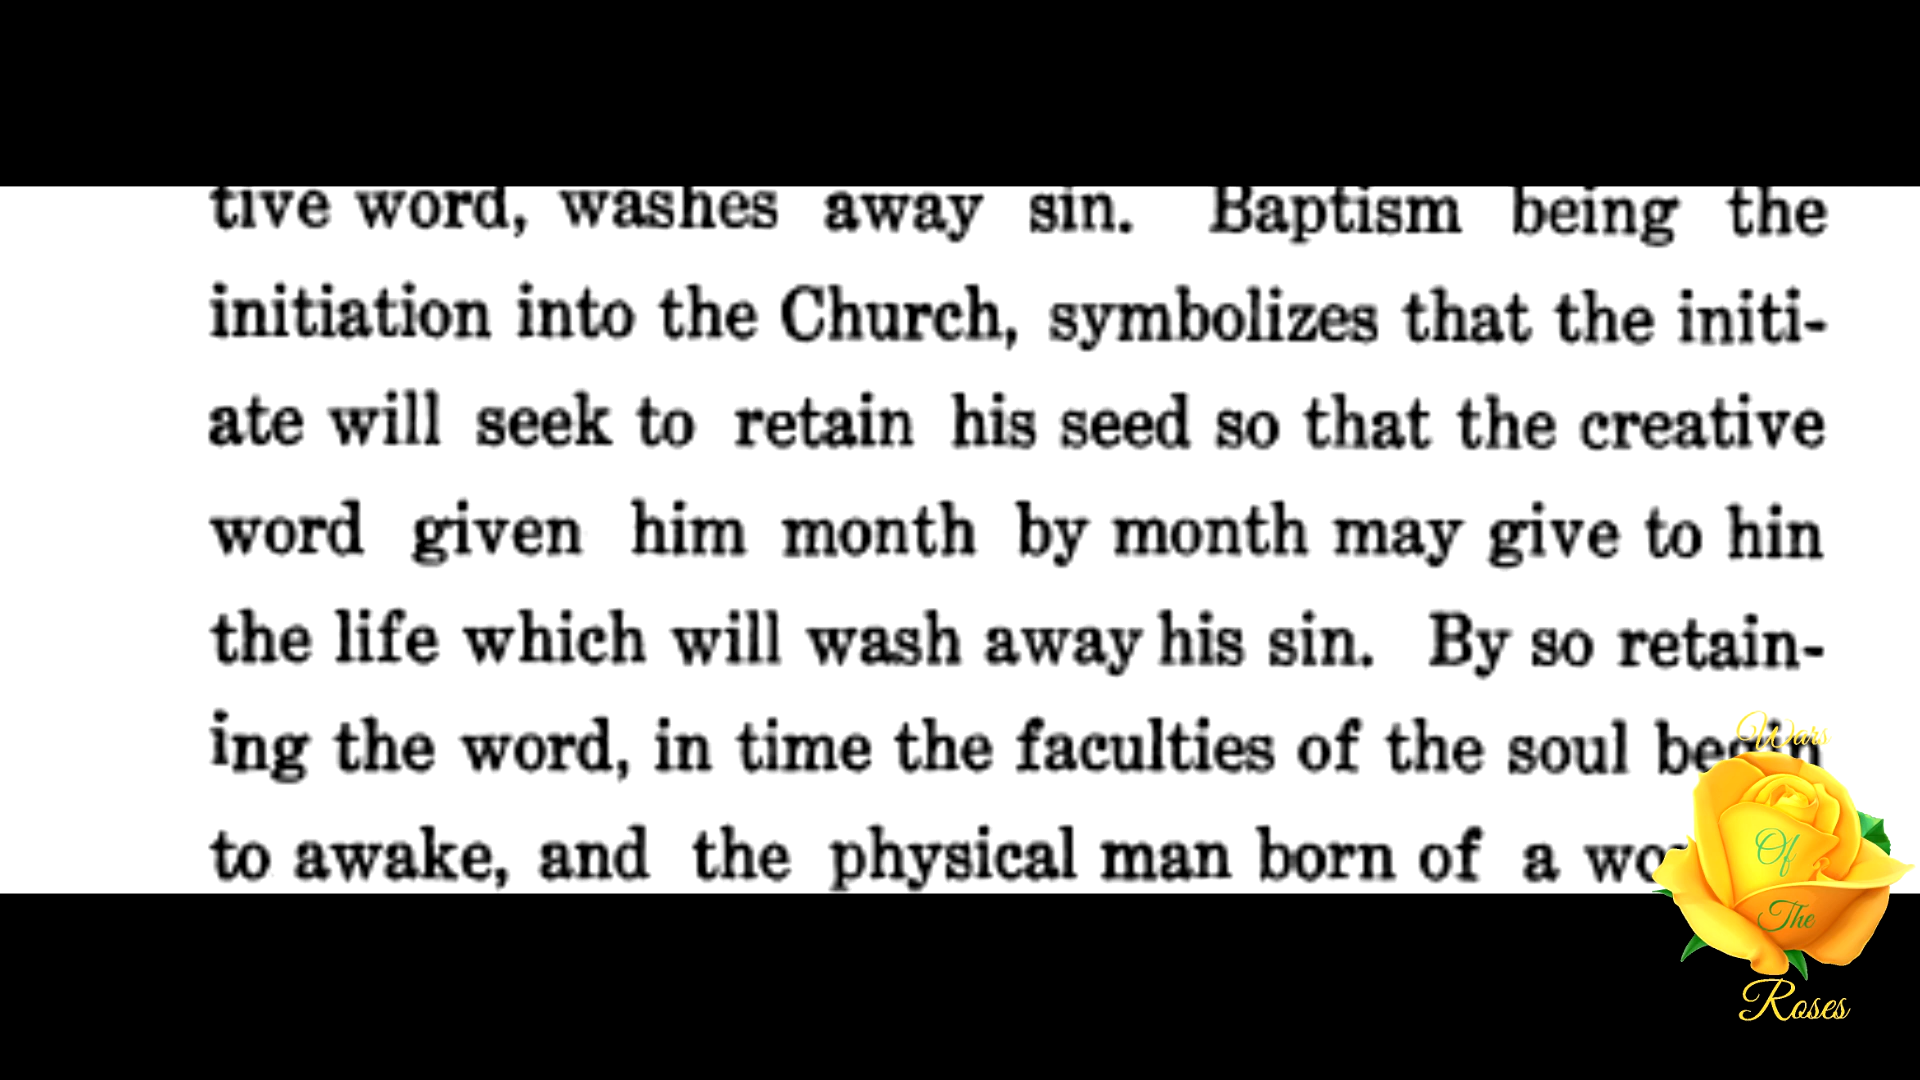 tive word, washes away sin. Baptism being the
initiation into the Church, symbolizes that the initi-
ate will seek to retain his seed so that the creative
word given him month by month may give to hin
the life which will wash away his sin. By so retain-
ing the word, in time the faculties of the soul begin
to awake, and the physical man born of a
Wars
Of
The
Roses